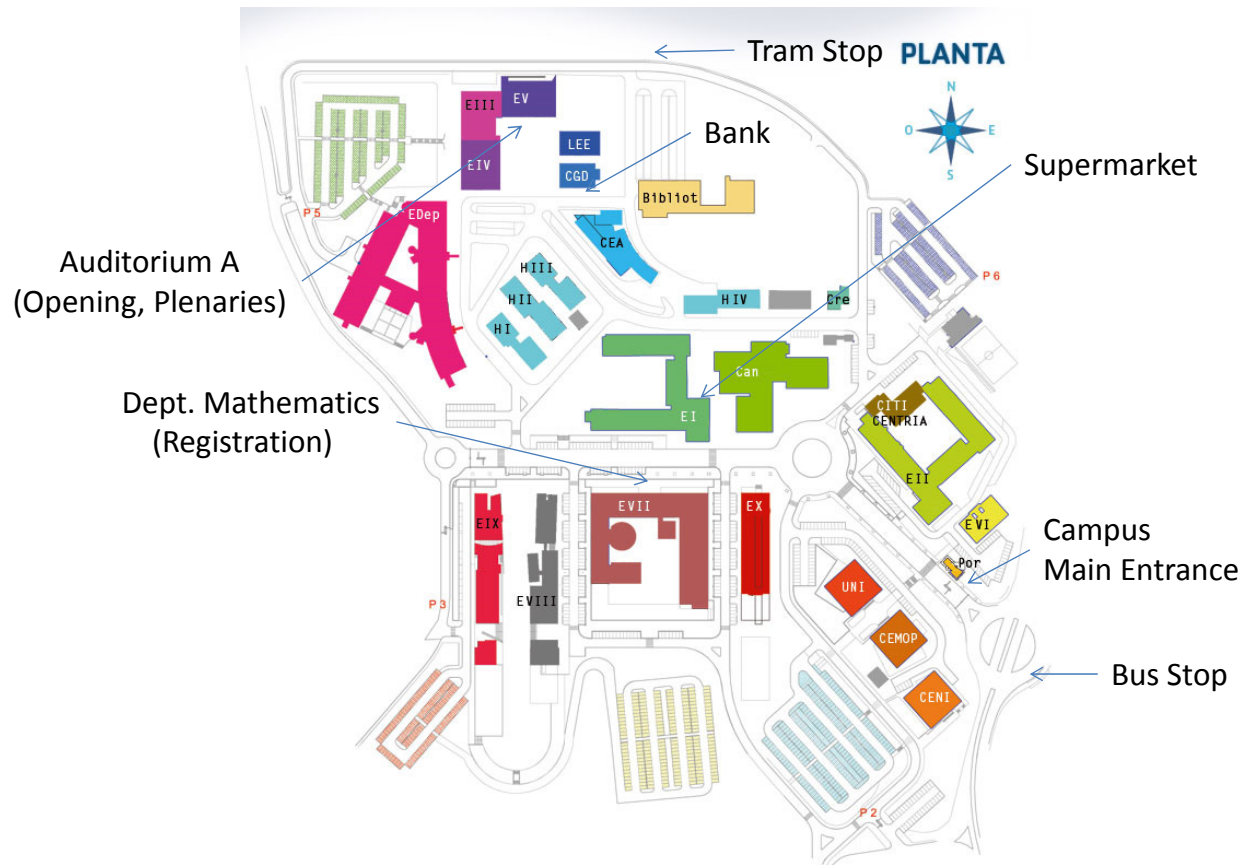 Tram Stop
PLANTA
N
O
E
S
EIII
EV
LEE
Bank
EIV
CGD
Supermarket
Bibliot
P5
EDep
CEA
Auditorium A
(Opening, Plenaries)
HIII
HII
HI
HIV
Cre
P6
Can
EI
Dept. Mathematics
(Registration)
CITI
CENTRIA
EII
EIX
EVII
EX
EVI
Campus
Main Entrance
Por
EVIII
UNI
P3
CEMOP
CENI
Bus Stop
P2